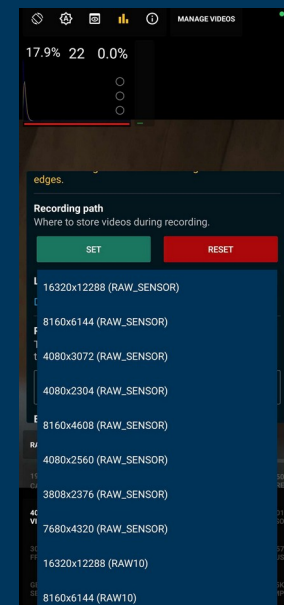 MANAGE VIDEOS
17.9% 22 0.0%
edges.
Recording path
Where to store videos during recording.
SET RESET
16320x12288 (RAW_SENSOR)
8160x6144 (RAW_SENSOR)
4080x3072 (RAW_SENSOR)
4080x2304 (RAW_SENSOR)
8160x4608 (RAW_SENSOR)
4080x2560 (RAW_SENSOR)
3808x2376 (RAW_SENSOR)
7680x4320 (RAW_SENSOR)
16320x12288 (RAW10)
8160x6144 (RAW10)